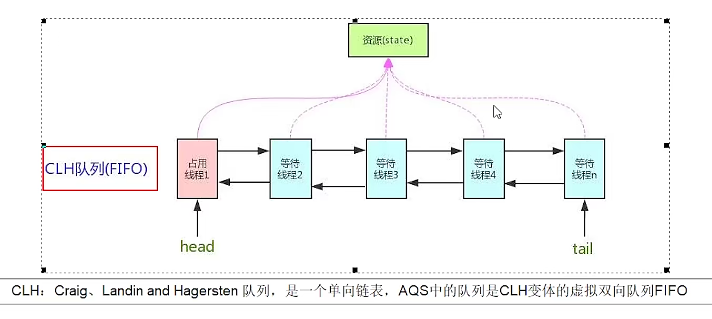 资源(state)
CLH队列(FIFO)
占用
线程1
等待
线程2
等待
线程3
等待
线程4
等待
线程n
head
tail
CLH：Craig、Landin and Hagersten 队列，是一个单向链表，AQS中的队列是CLH变体的虚拟双向队列FIFO